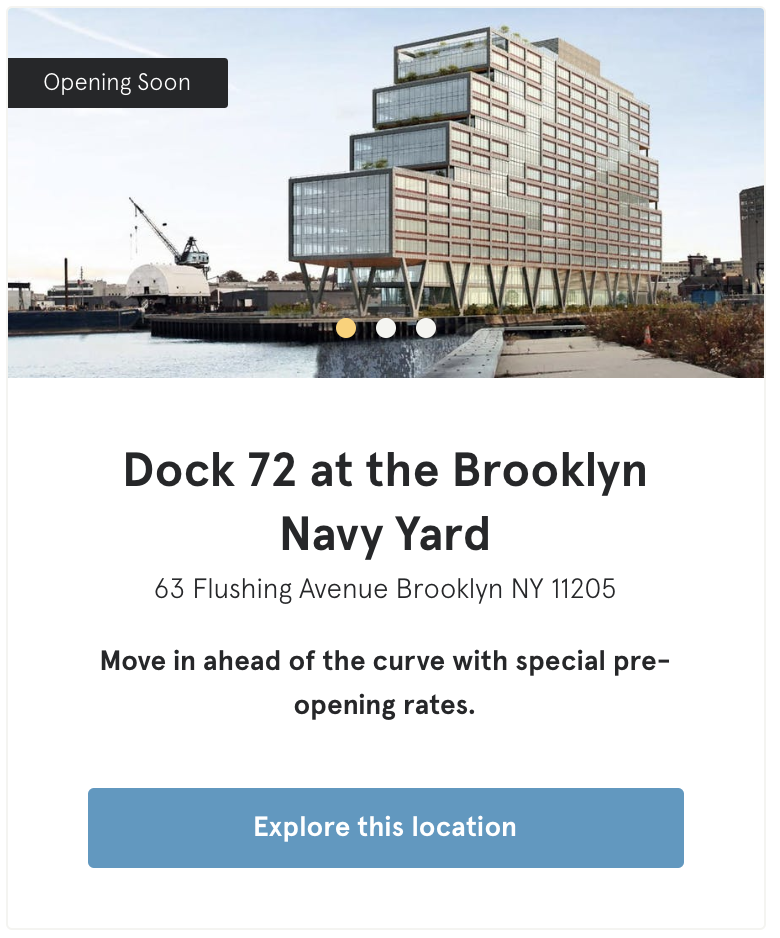 Opening Soon
Dock 72 at the Brooklyn
Navy Yard
63 Flushing Avenue Brooklyn NY 11205
Move in ahead of the curve with special pre-
opening rates.
Explore this location